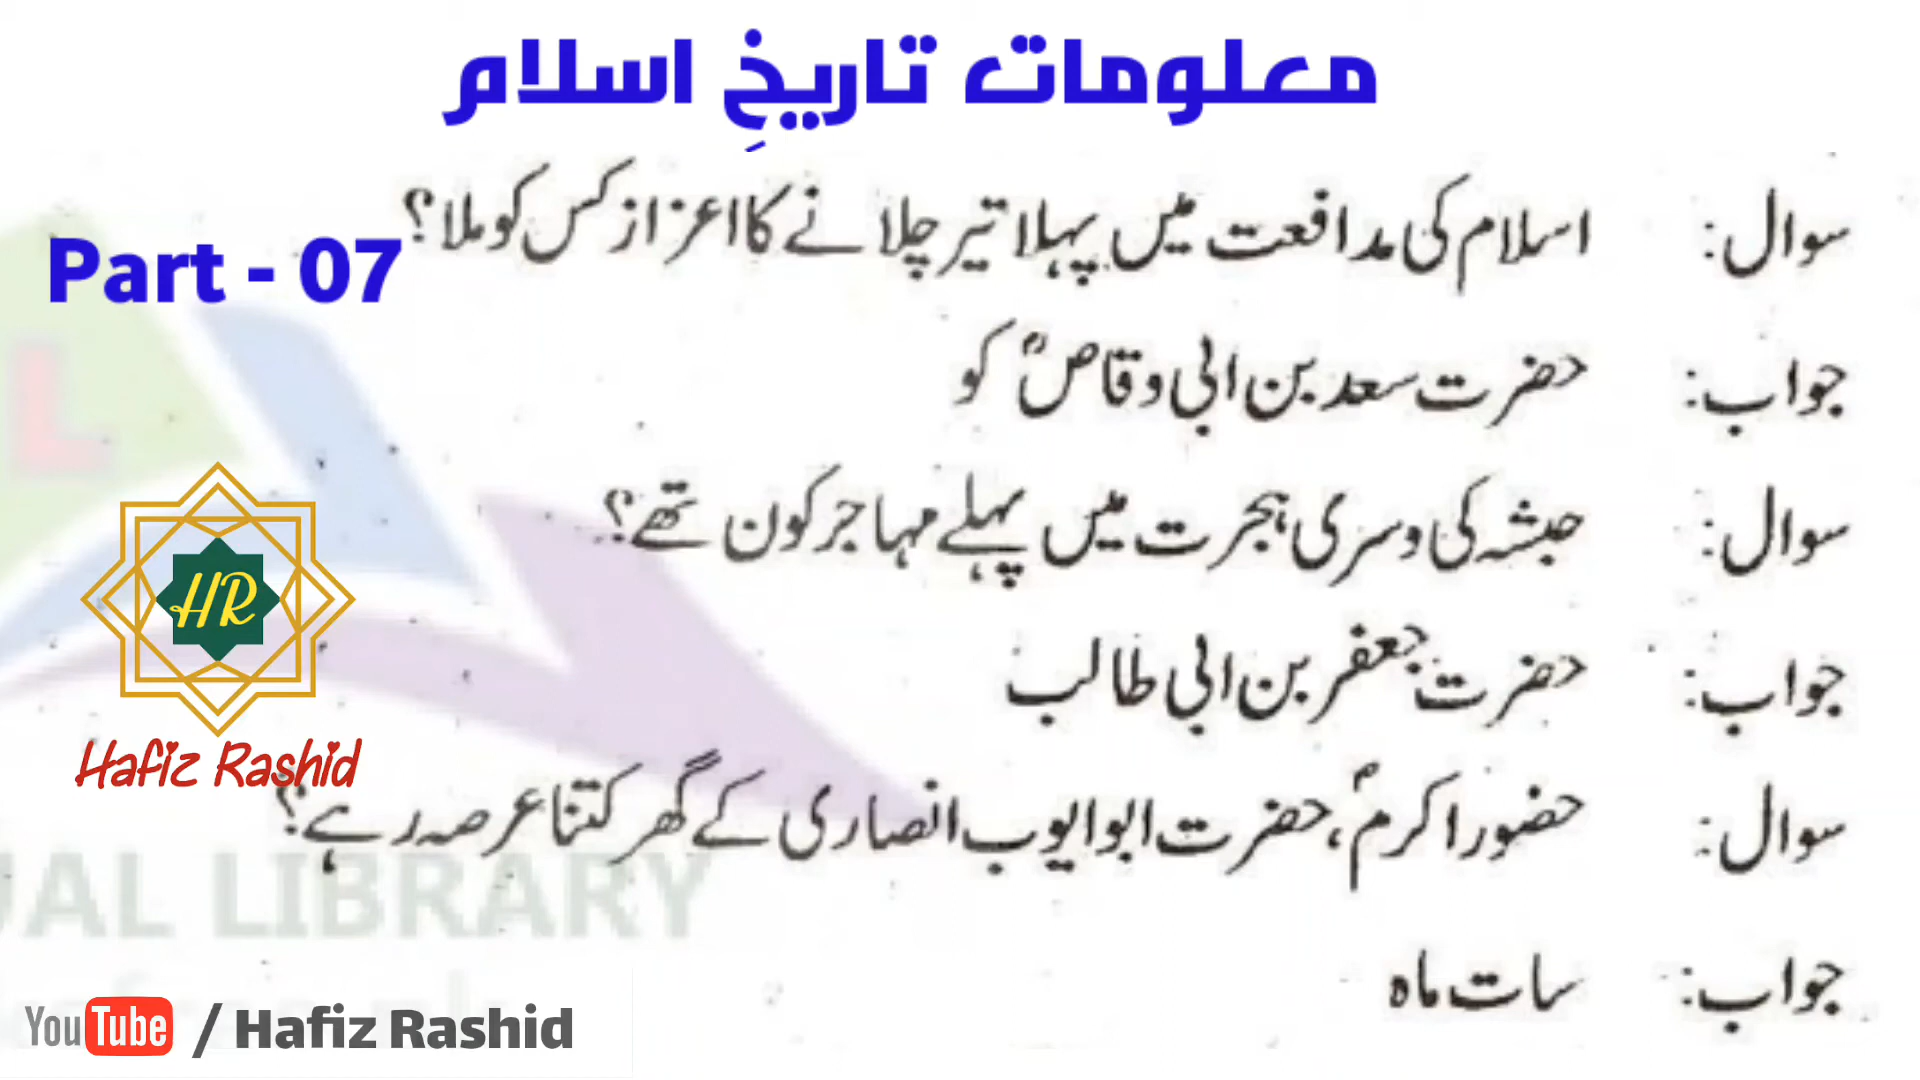 معلومات تاریخِ اسلام
Part - 07
سوال: اسلام کی مدافعت میں پہلا تیر چلانے کا اعزاز کس کو ملا؟
جواب: حضرت سعد بن ابی وقاصؓ کو
سوال: حبشہ کی دوسری ہجرت میں پہلے مہاجر کون تھے؟
جواب: حضرت جعفر بن ابی طالب
سوال: حضور اکرمؐ، حضرت ابو ایوب انصاری کے گھر کتنا عرصہ رہے؟
جواب: سات ماہ
HR
Hafiz Rashid
L
UAL LIBRARY
YouTube / Hafiz Rashid